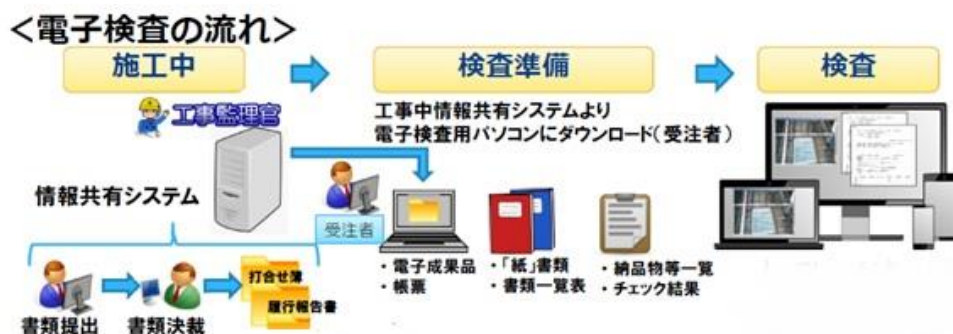 ＜電子検査の流れ＞
施工中
検査準備
検査
工事監理官
工事中情報共有システムより
電子検査用パソコンにダウンロード（受注者）
情報共有システム
受注者
打合せ簿
履行報告書
書類提出
書類決裁
・電子成果品
・帳票
・「紙」書類
・書類一覧表
・納品物等一覧
・チェック結果